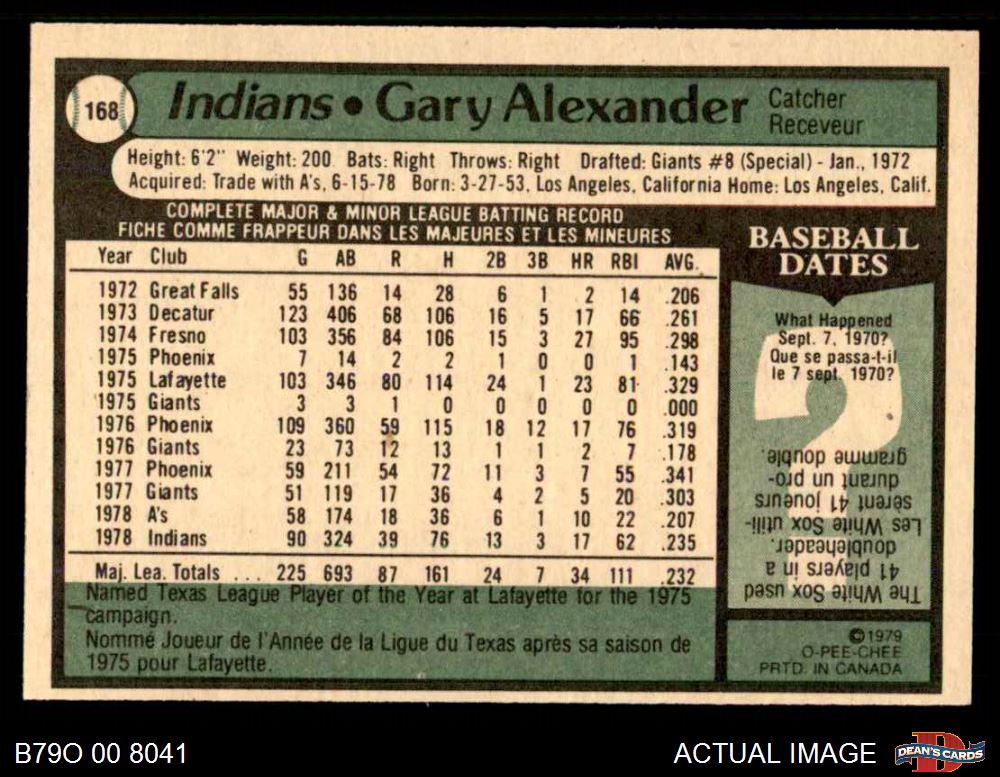 168
Indians • Gary Alexander
Catcher
Receveur
Height: 6'2" Weight: 200 Bats: Right Throws: Right Drafted: Giants #8 (Special) - Jan., 1972
Acquired: Trade with A's, 6-15-78 Born: 3-27-53, Los Angeles, California Home: Los Angeles, Calif.
COMPLETE MAJOR & MINOR LEAGUE BATTING RECORD
FICHE COMME FRAPPEUR DANS LES MAJEURES ET LES MINEURES
Year Club G AB R H 2B 3B HR RBI AVG.
1972 Great Falls 55 136 14 28 6 1 2 14 .206
1973 Decatur 123 406 68 106 16 5 17 66 .261
1974 Fresno 103 356 84 106 15 3 27 95 .298
1975 Phoenix 7 14 2 2 1 0 0 1 .143
1975 Lafayette 103 346 80 114 24 1 23 81 .329
1975 Giants 3 3 1 0 0 0 0 0 .000
1976 Phoenix 109 360 59 115 18 12 17 76 .319
1976 Giants 23 73 12 13 1 1 2 7 .178
1977 Phoenix 59 211 54 72 11 3 7 55 .341
1977 Giants 51 119 17 36 4 2 5 20 .303
1978 A's 58 174 18 36 6 1 10 22 .207
1978 Indians 90 324 39 76 13 3 17 62 .235
Maj. Lea. Totals ... 225 693 87 161 24 7 34 111 .232
Named Texas League Player of the Year at Lafayette for the 1975
campaign.
Nommé Joueur de l'Année de la Ligue du Texas après sa saison de
1975 pour Lafayette.
BASEBALL
DATES
What Happened
Sept. 7, 1970?
Que se passa-t-il
le 7 sept. 1970?
The White Sox used
41 players in a
doubleheader.
Les White Sox utili-
sèrent 41 joueurs
durant un pro-
gramme double.
©1979
O-PEE-CHEE
PRTD. IN CANADA
B79O 00 8041
ACTUAL IMAGE
DEAN'S CARDS